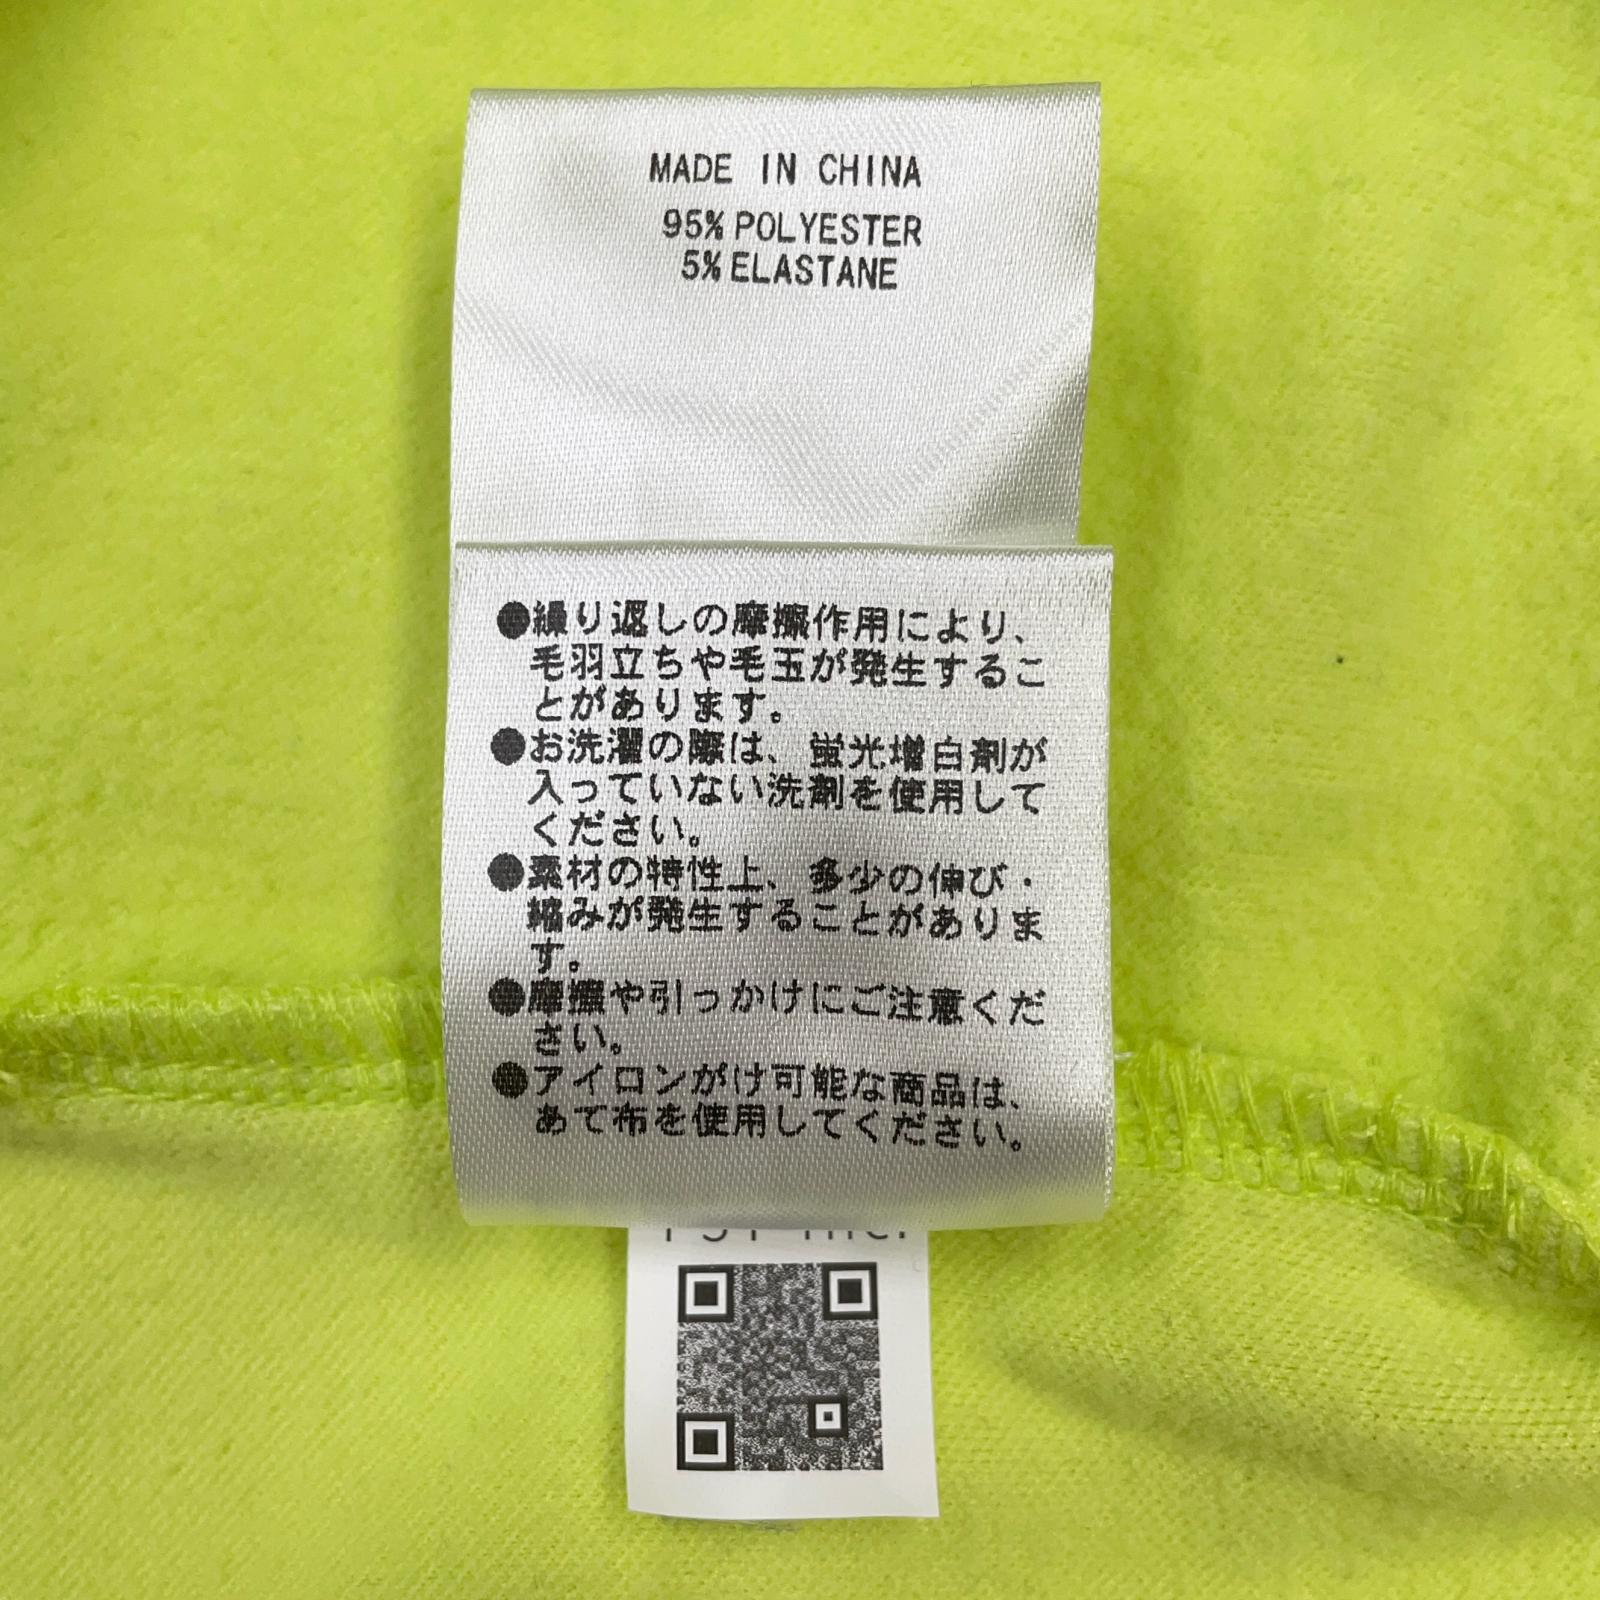 MADE IN CHINA
95% POLYESTER
5% ELASTANE
●繰り返しの摩擦作用により、
毛羽立ちや毛玉が発生するこ
とがあります。
●お洗濯の際は、蛍光増白剤が
入っていない洗剤を使用して
ください。
●素材の特性上、多少の伸び・
縮みが発生することがありま
す。
●摩擦や引っかけにご注意くだ
さい。
●アイロンがけ可能な商品は、
あて布を使用してください。